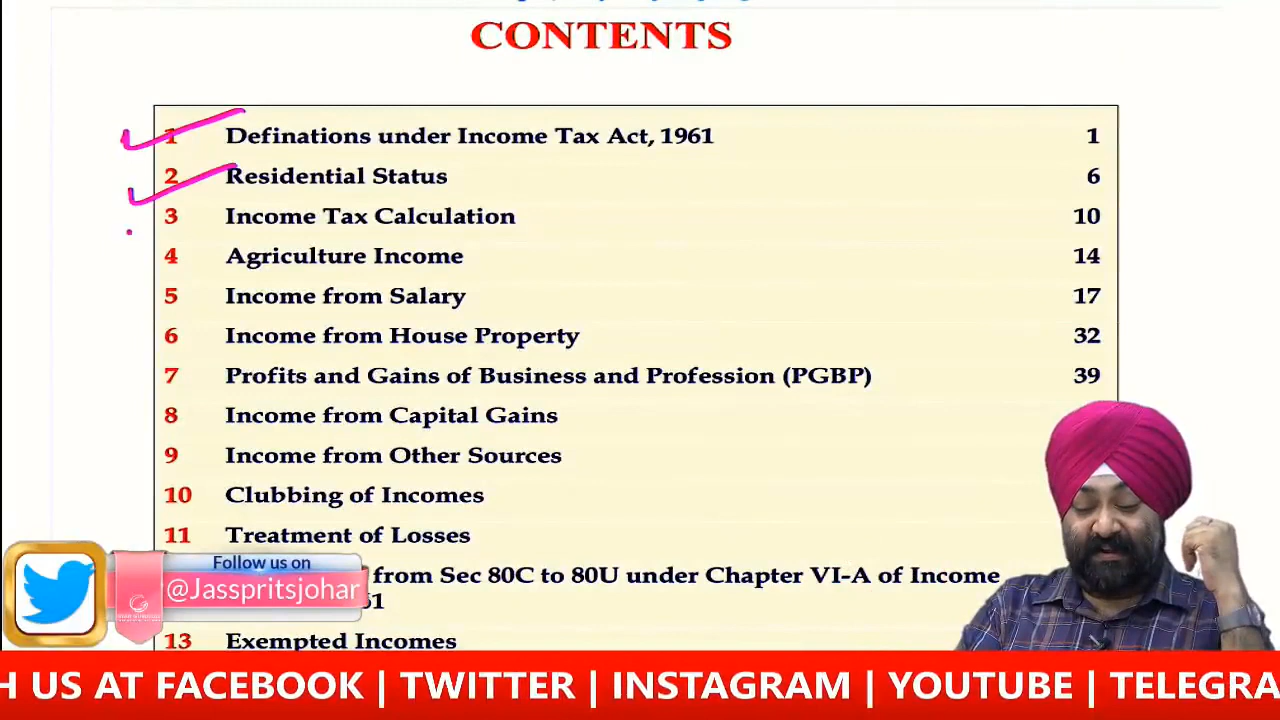 CONTENTS
1 Definations under Income Tax Act, 1961 1
2 Residential Status 6
3 Income Tax Calculation 10
4 Agriculture Income 14
5 Income from Salary 17
6 Income from House Property 32
7 Profits and Gains of Business and Profession (PGBP) 39
8 Income from Capital Gains
9 Income from Other Sources
10 Clubbing of Incomes
11 Treatment of Losses
from Sec 80C to 80U under Chapter VI-A of Income
13 Exempted Incomes
Follow us on
@Jasspritsjohar
H US AT FACEBOOK | TWITTER | INSTAGRAM | YOUTUBE | TELEGRA